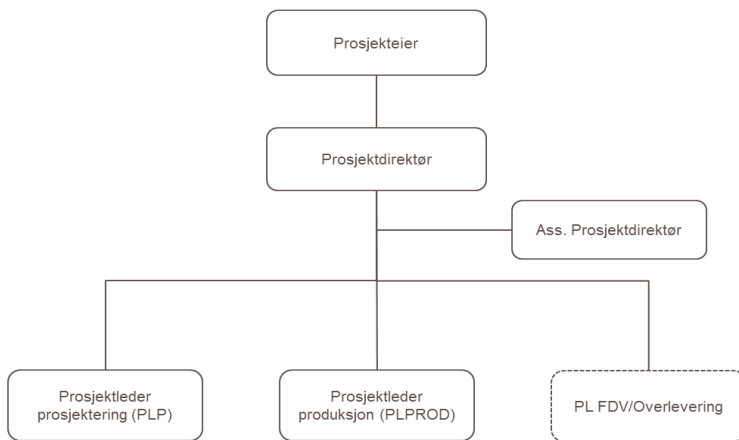 Prosjekteier
Prosjektdirektør
Ass. Prosjektdirektør
Prosjektleder
prosjektering (PLP)
Prosjektleder
produksjon (PLPROD)
PL FDV/Overlevering